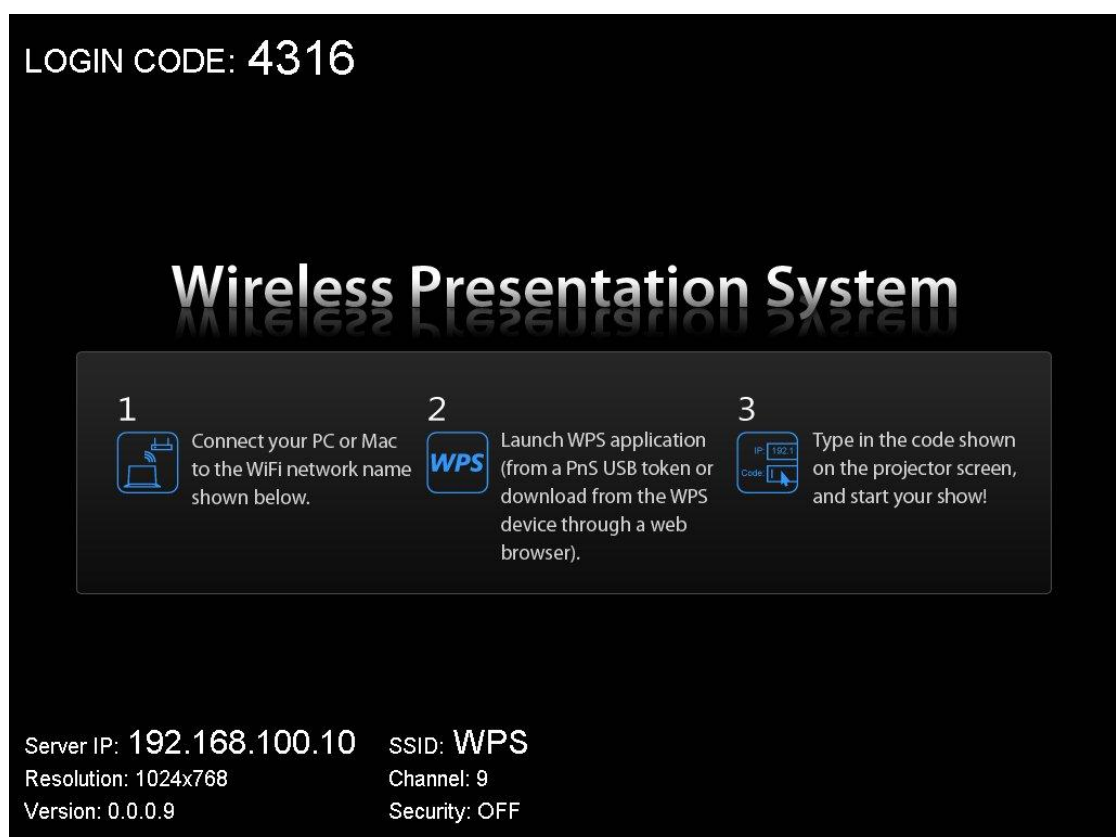 LOGIN CODE: 4316
Wireless Presentation System
1
Connect your PC or Mac
to the WiFi network name
shown below.
2
WPS
Launch WPS application
(from a PnS USB token or
download from the WPS
device through a web
browser).
3
IP: 192.1
Code:
Type in the code shown
on the projector screen,
and start your show!
Server IP: 192.168.100.10
Resolution: 1024x768
Version: 0.0.0.9
SSID: WPS
Channel: 9
Security: OFF